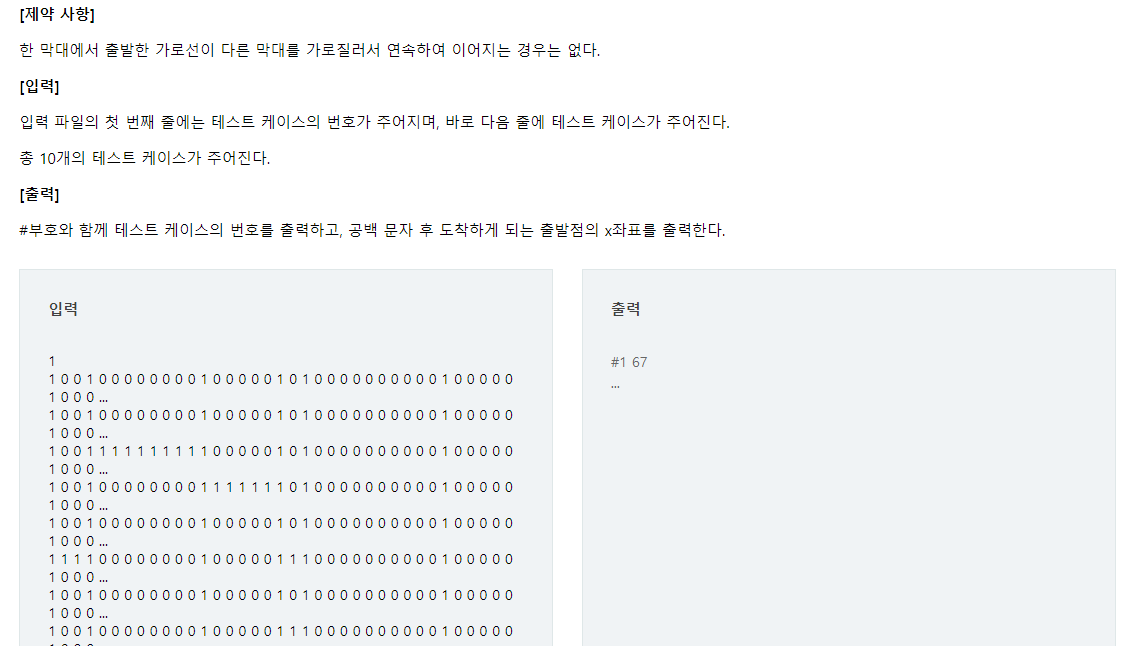 [제약 사항]
한 막대에서 출발한 가로선이 다른 막대를 가로질러서 연속하여 이어지는 경우는 없다.
[입력]
입력 파일의 첫 번째 줄에는 테스트 케이스의 번호가 주어지며, 바로 다음 줄에 테스트 케이스가 주어진다.
총 10개의 테스트 케이스가 주어진다.
[출력]
#부호와 함께 테스트 케이스의 번호를 출력하고, 공백 문자 후 도착하게 되는 출발점의 x좌표를 출력한다.
입력
1
1 0 0 1 0 0 0 0 0 0 0 0 1 0 0 0 0 0 1 0 1 0 0 0 0 0 0 0 0 0 0 1 0 0 0 0 0
1 0 0 0 ...
1 0 0 1 0 0 0 0 0 0 0 0 1 0 0 0 0 0 1 0 1 0 0 0 0 0 0 0 0 0 0 1 0 0 0 0 0
1 0 0 0 ...
1 0 0 1 1 1 1 1 1 1 1 1 1 0 0 0 0 0 1 0 1 0 0 0 0 0 0 0 0 0 0 1 0 0 0 0 0
1 0 0 0 ...
1 0 0 1 0 0 0 0 0 0 0 0 1 1 1 1 1 1 1 0 1 0 0 0 0 0 0 0 0 0 0 1 0 0 0 0 0
1 0 0 0 ...
1 0 0 1 0 0 0 0 0 0 0 0 1 0 0 0 0 0 1 0 1 0 0 0 0 0 0 0 0 0 0 1 0 0 0 0 0
1 0 0 0 ...
1 1 1 1 0 0 0 0 0 0 0 0 1 0 0 0 0 0 1 1 1 0 0 0 0 0 0 0 0 0 0 1 0 0 0 0 0
1 0 0 0 ...
1 0 0 1 0 0 0 0 0 0 0 0 1 0 0 0 0 0 1 0 1 0 0 0 0 0 0 0 0 0 0 1 0 0 0 0 0
1 0 0 0 ...
1 0 0 1 0 0 0 0 0 0 0 0 1 0 0 0 0 0 1 1 1 0 0 0 0 0 0 0 0 0 0 1 0 0 0 0 0
출력
#1 67
...